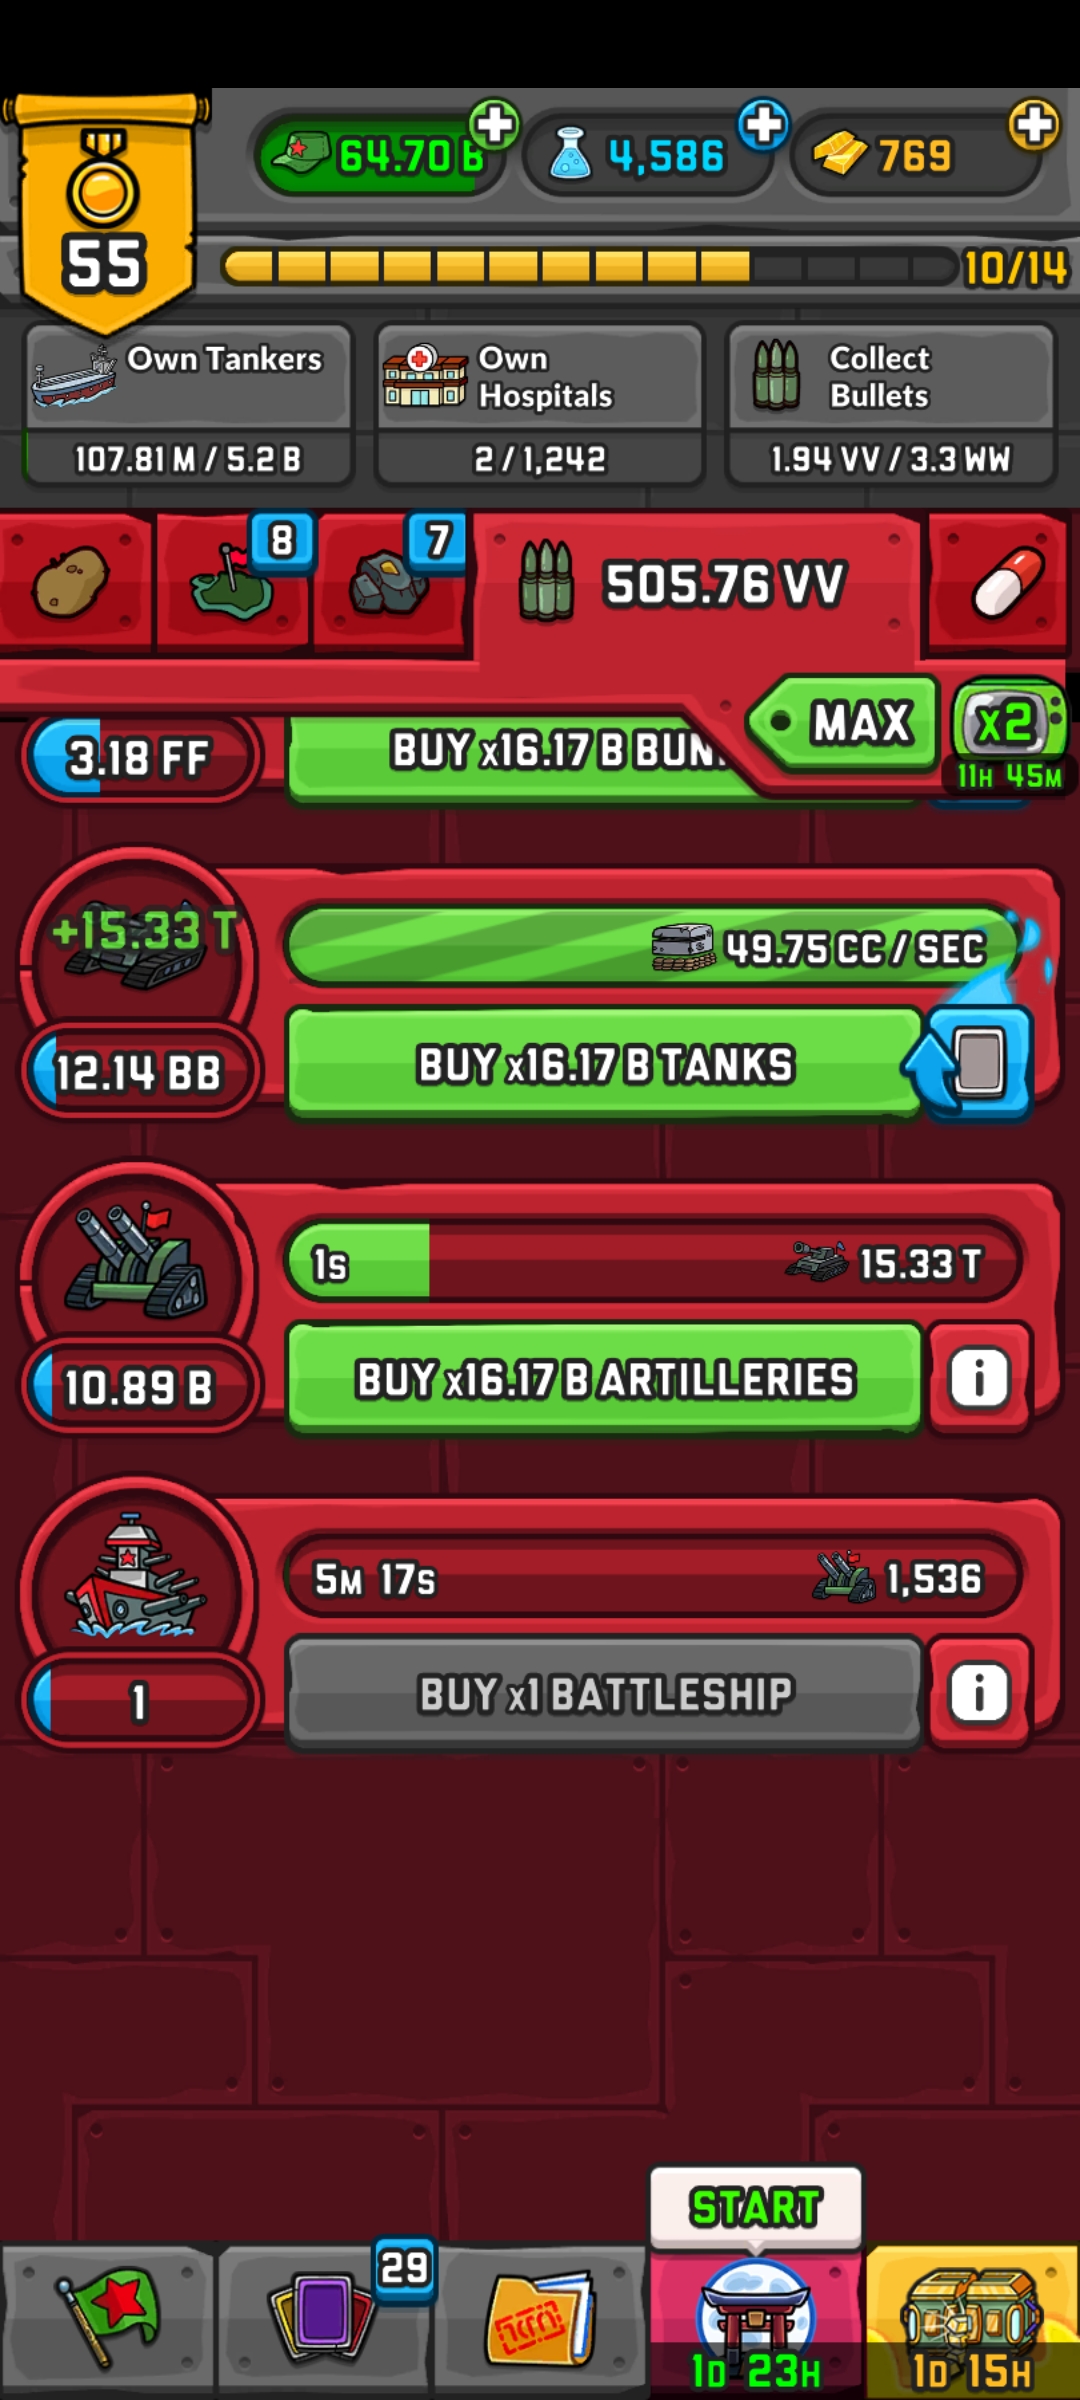 64.70 B
4,586
769
55
10/14
Own Tankers
107.81 M / 5.2 B
Own
Hospitals
2 / 1,242
Collect
Bullets
1.94 VV / 3.3 WW
8
7
505.76 VV
MAX
x2
11H 45M
3.18 FF
BUY x16.17 B BUN
+15.33 T
49.75 CC / SEC
12.14 BB
BUY x16.17 B TANKS
1s
15.33 T
10.89 B
BUY x16.17 B ARTILLERIES
i
5M 17s
1,536
1
BUY x1 BATTLESHIP
i
START
29
1D 23H
1D 15H